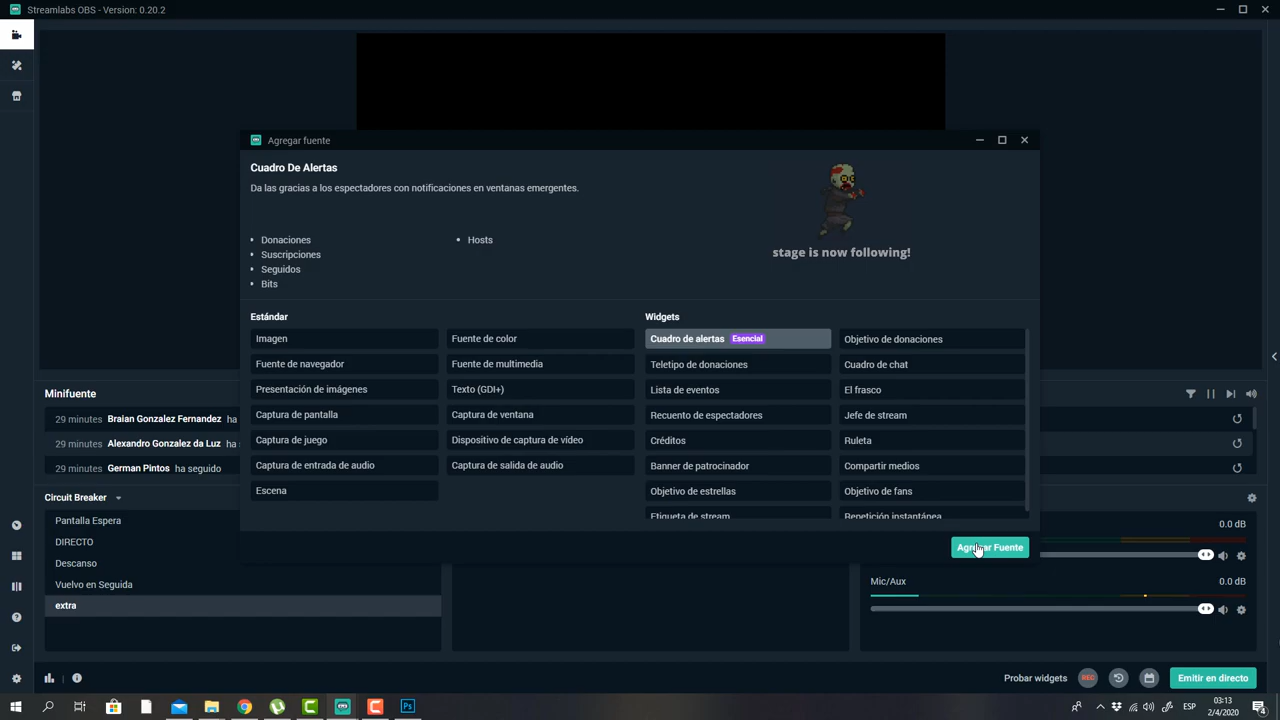 Streamlabs OBS - Version: 0.20.2
Agregar fuente
Cuadro De Alertas
Da las gracias a los espectadores con notificaciones en ventanas emergentes.
• Donaciones
• Suscripciones
• Seguidos
• Bits
• Hosts
stage is now following!
Estándar
Imagen
Fuente de color
Fuente de navegador
Fuente de multimedia
Presentación de imágenes
Texto (GDI+)
Captura de pantalla
Captura de ventana
Captura de juego
Dispositivo de captura de vídeo
Captura de entrada de audio
Captura de salida de audio
Escena
Widgets
Cuadro de alertas Esencial
Objetivo de donaciones
Teletipo de donaciones
Cuadro de chat
Lista de eventos
El frasco
Recuento de espectadores
Jefe de stream
Créditos
Ruleta
Banner de patrocinador
Compartir medios
Objetivo de estrellas
Objetivo de fans
Etiqueta de stream
Repetición instantánea
Agregar Fuente
Minifuente
29 minutes Braian Gonzalez Fernandez ha
29 minutes Alexandro Gonzalez da Luz ha
29 minutes German Pintos ha seguido
Circuit Breaker
Pantalla Espera
DIRECTO
Descanso
Vuelvo en Seguida
extra
0.0 dB
Mic/Aux 0.0 dB
Probar widgets
REC
Emitir en directo
ESP
03:13
2/4/2020
4